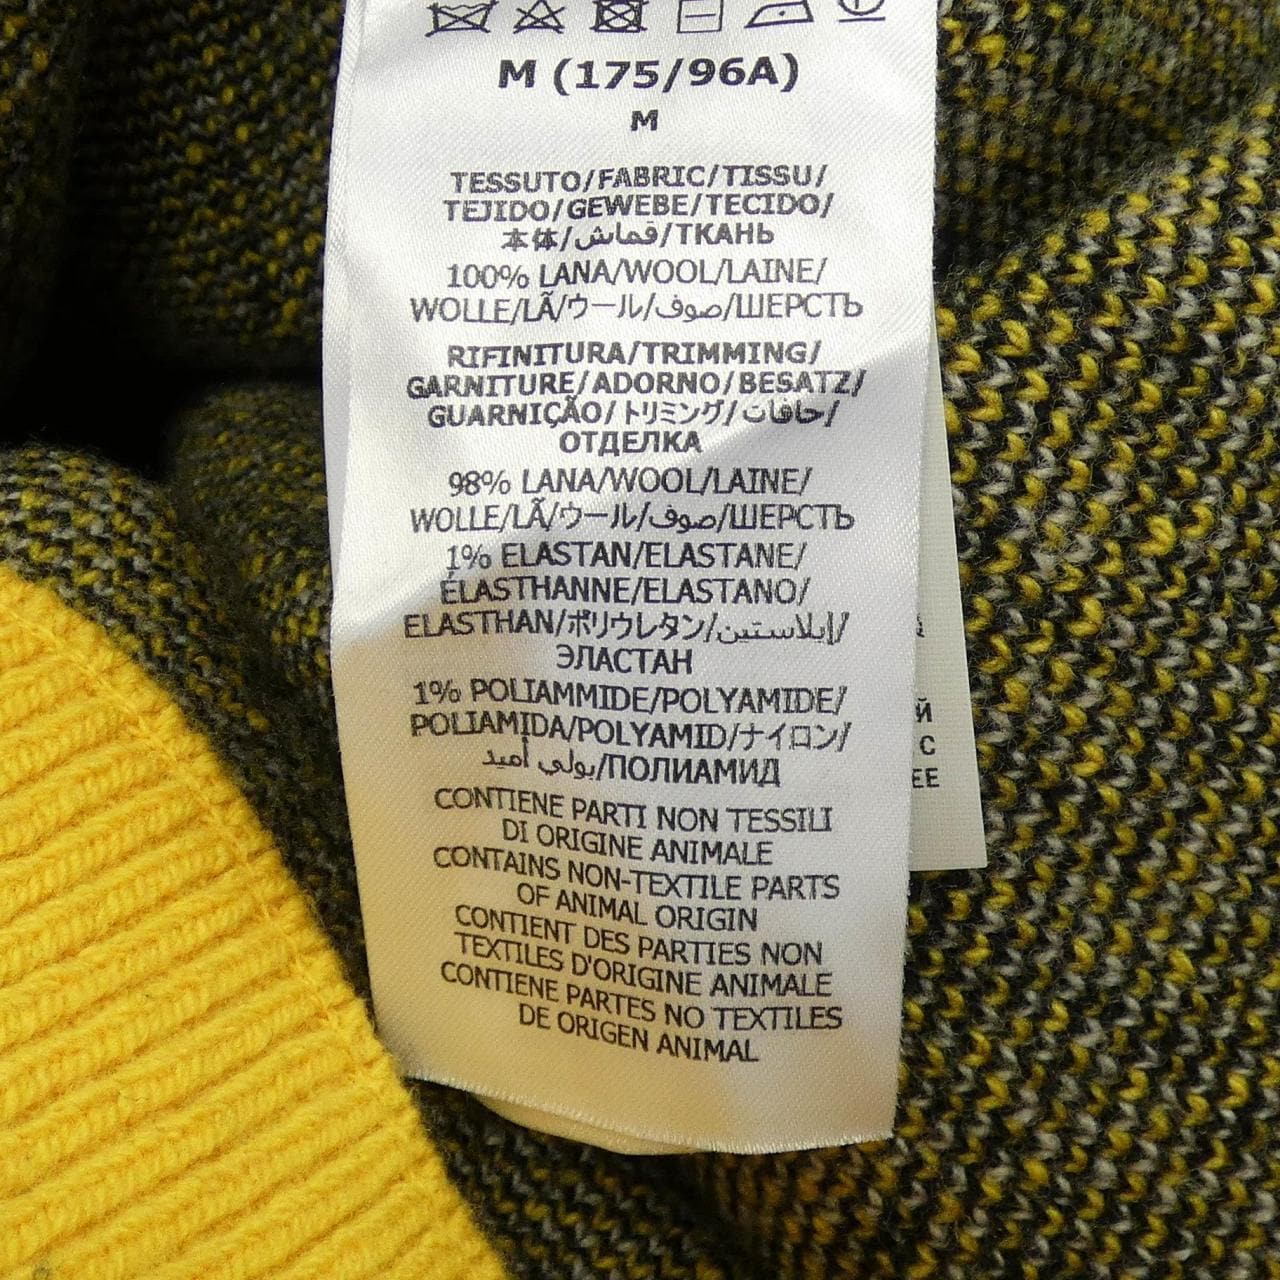 M (175/96A)
M
TESSUTO/FABRIC/TISSU/
TEJIDO/GEWEBE/TECIDO/
本体/قماش/ТКАНЬ
100% LANA/WOOL/LAINE/
WOLLE/LÃ/ウール/صوف/ШЕРСТЬ
RIFINITURA/TRIMMING/
GARNITURE/ADORNO/BESATZ/
GUARNIÇÃO/トリミング/حافات/
ОТДЕЛКА
98% LANA/WOOL/LAINE/
WOLLE/LÃ/ウール/صوف/ШЕРСТЬ
1% ELASTAN/ELASTANE/
ÉLASTHANNE/ELASTANO/
ELASTHAN/ポリウレタン/إيلاستين/
ЭЛАСТАН
1% POLIAMMIDE/POLYAMIDE/
POLIAMIDA/POLYAMID/ナイロン/
بولي أميد/ПОЛИАМИД
CONTIENE PARTI NON TESSILI
DI ORIGINE ANIMALE
CONTAINS NON-TEXTILE PARTS
OF ANIMAL ORIGIN
CONTIENT DES PARTIES NON
TEXTILES D'ORIGINE ANIMALE
CONTIENE PARTES NO TEXTILES
DE ORIGEN ANIMAL
Й
С
ЕЕ